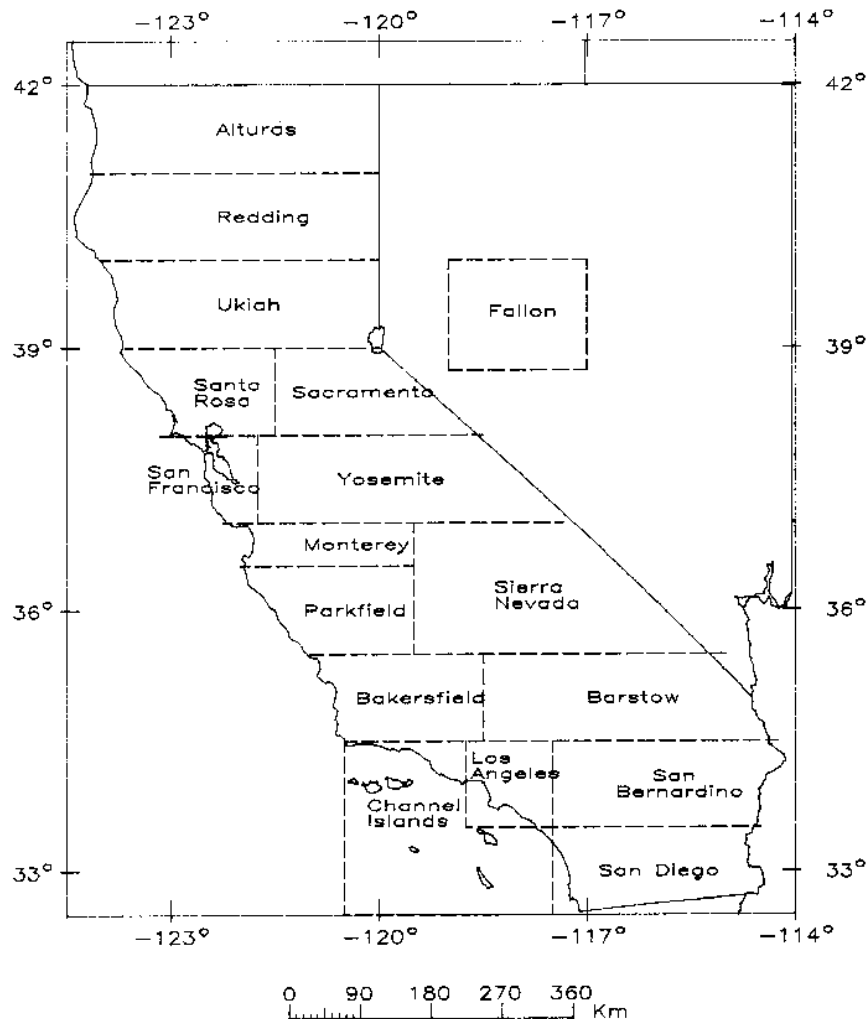 -123° -120° -117° -114°
42° 42°
Alturas
Redding
Ukiah
Fallon
39° 39°
Santa
Rosa
Sacramento
San
Francisco
Yosemite
Monterey
Sierra
Nevada
Parkfield
36° 36°
Bakersfield
Barstow
Los
Angeles
San
Bernardino
Channel
Islands
33° 33°
San Diego
-123° -120° -117° -114°
0 90 180 270 360
Km